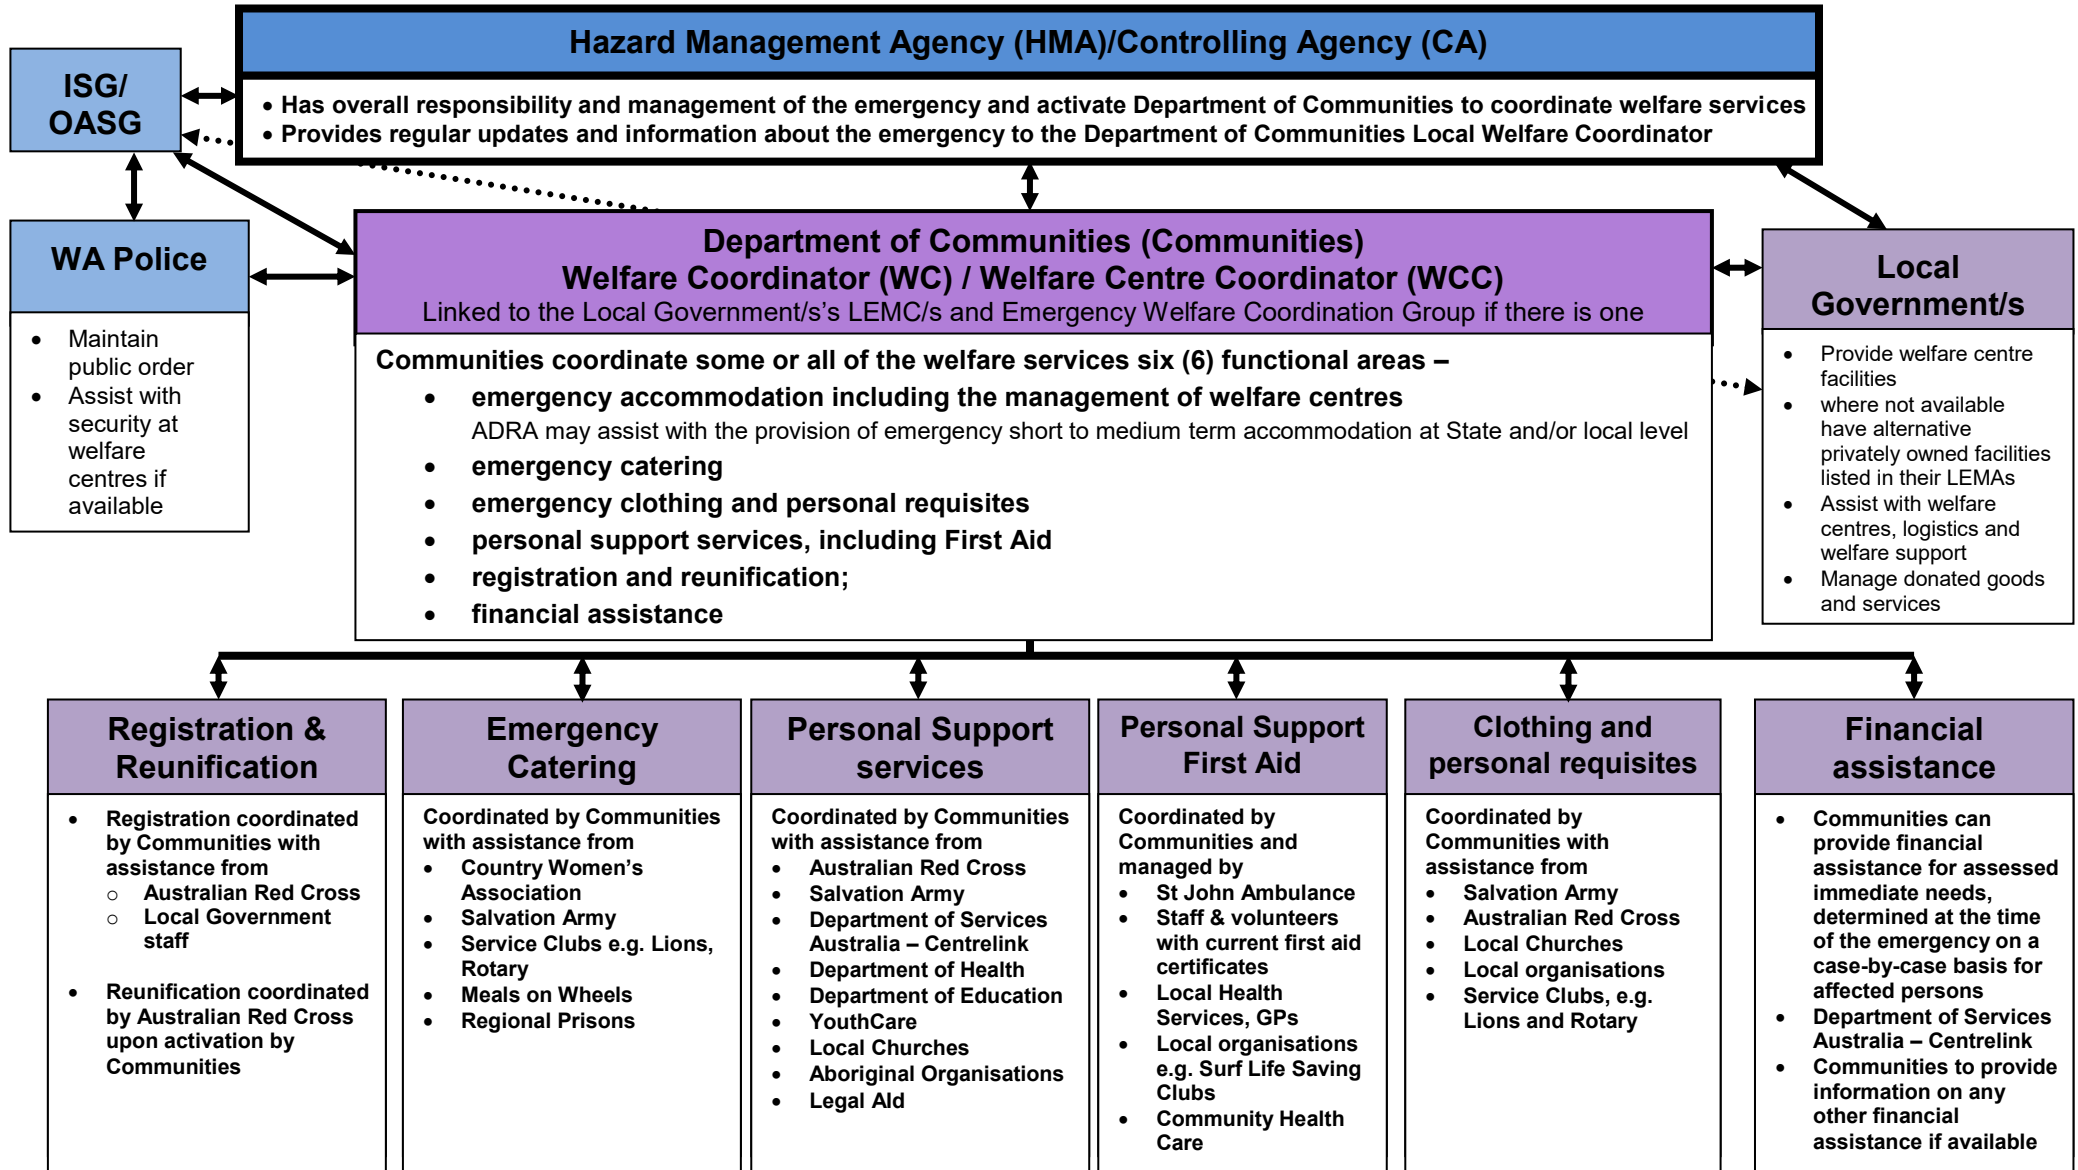 Hazard Management Agency (HMA)/Controlling Agency (CA)
• Has overall responsibility and management of the emergency and activate Department of Communities to coordinate welfare services
• Provides regular updates and information about the emergency to the Department of Communities Local Welfare Coordinator
ISG/
OASG
WA Police
• Maintain
public order
• Assist with
security at
welfare
centres if
available
Department of Communities (Communities)
Welfare Coordinator (WC) / Welfare Centre Coordinator (WCC)
Linked to the Local Government/s's LEMC/s and Emergency Welfare Coordination Group if there is one
Communities coordinate some or all of the welfare services six (6) functional areas –
• emergency accommodation including the management of welfare centres
ADRA may assist with the provision of emergency short to medium term accommodation at State and/or local level
• emergency catering
• emergency clothing and personal requisites
• personal support services, including First Aid
• registration and reunification;
• financial assistance
Local
Government/s
• Provide welfare centre
facilities
• where not available
have alternative
privately owned facilities
listed in their LEMAs
• Assist with welfare
centres, logistics and
welfare support
• Manage donated goods
and services
Registration &
Reunification
• Registration coordinated
by Communities with
assistance from
o Australian Red Cross
o Local Government
staff
• Reunification coordinated
by Australian Red Cross
upon activation by
Communities
Emergency
Catering
Coordinated by Communities
with assistance from
• Country Women's
Association
• Salvation Army
• Service Clubs e.g. Lions,
Rotary
• Meals on Wheels
• Regional Prisons
Personal Support
services
Coordinated by Communities
with assistance from
• Australian Red Cross
• Salvation Army
• Department of Services
Australia – Centrelink
• Department of Health
• Department of Education
• YouthCare
• Local Churches
• Aboriginal Organisations
• Legal AId
Personal Support
First Aid
Coordinated by
Communities and
managed by
• St John Ambulance
• Staff & volunteers
with current first aid
certificates
• Local Health
Services, GPs
• Local organisations
e.g. Surf Life Saving
Clubs
• Community Health
Care
Clothing and
personal requisites
Coordinated by
Communities with
assistance from
• Salvation Army
• Australian Red Cross
• Local Churches
• Local organisations
• Service Clubs, e.g.
Lions and Rotary
Financial
assistance
• Communities can
provide financial
assistance for assessed
immediate needs,
determined at the time
of the emergency on a
case-by-case basis for
affected persons
• Department of Services
Australia – Centrelink
• Communities to provide
information on any
other financial
assistance if available